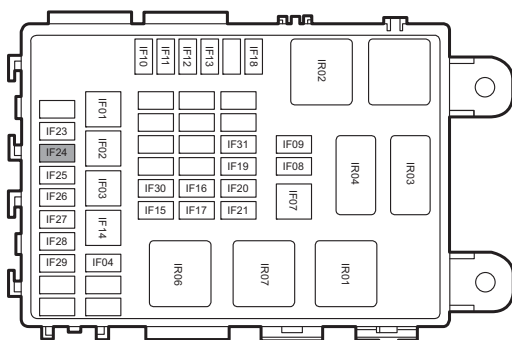 IF10
IF11
IF12
IF13
IF18
IR02
IF01
IF23
IF24
IF02
IF31
IF09
IF19
IF08
IR04
IR03
IF25
IF03
IF30
IF16
IF20
IF26
IF07
IF15
IF17
IF21
IF27
IF14
IF28
IF29
IF04
IR06
IR07
IR01